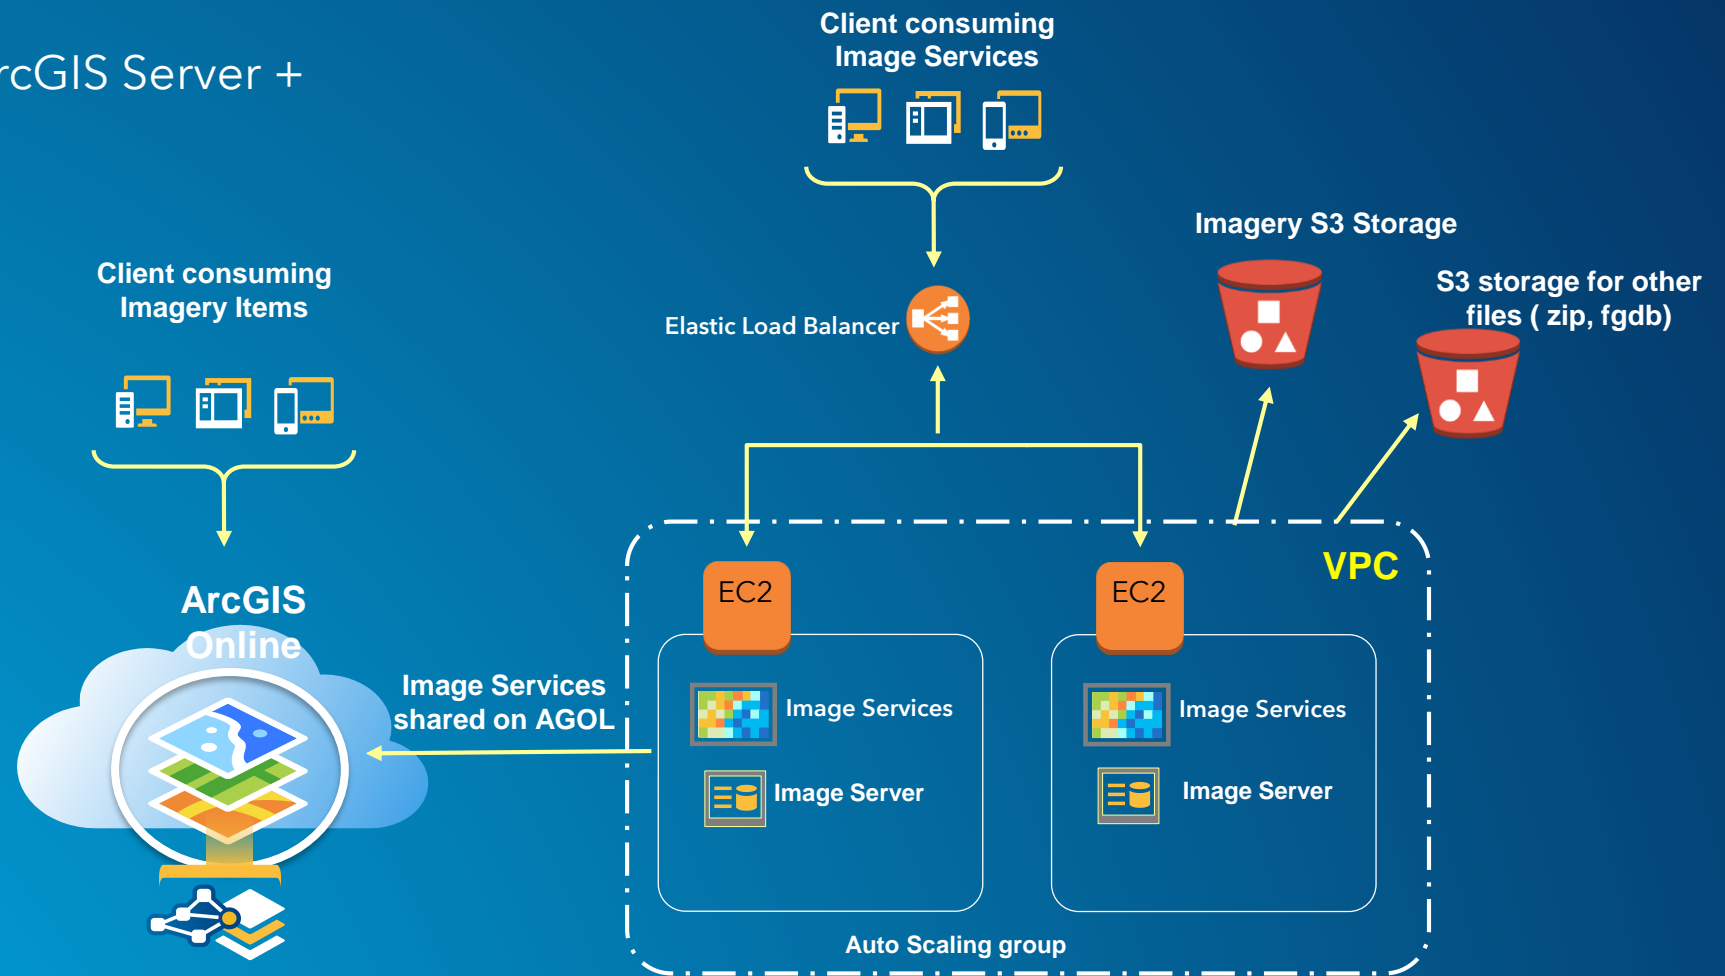 rcGIS Server +
Client consuming
Image Services
Client consuming
Imagery Items
Elastic Load Balancer
Imagery S3 Storage
S3 storage for other
files ( zip, fgdb)
ArcGIS
Online
Image Services
shared on AGOL
VPC
EC2
Image Services
Image Server
EC2
Image Services
Image Server
Auto Scaling group